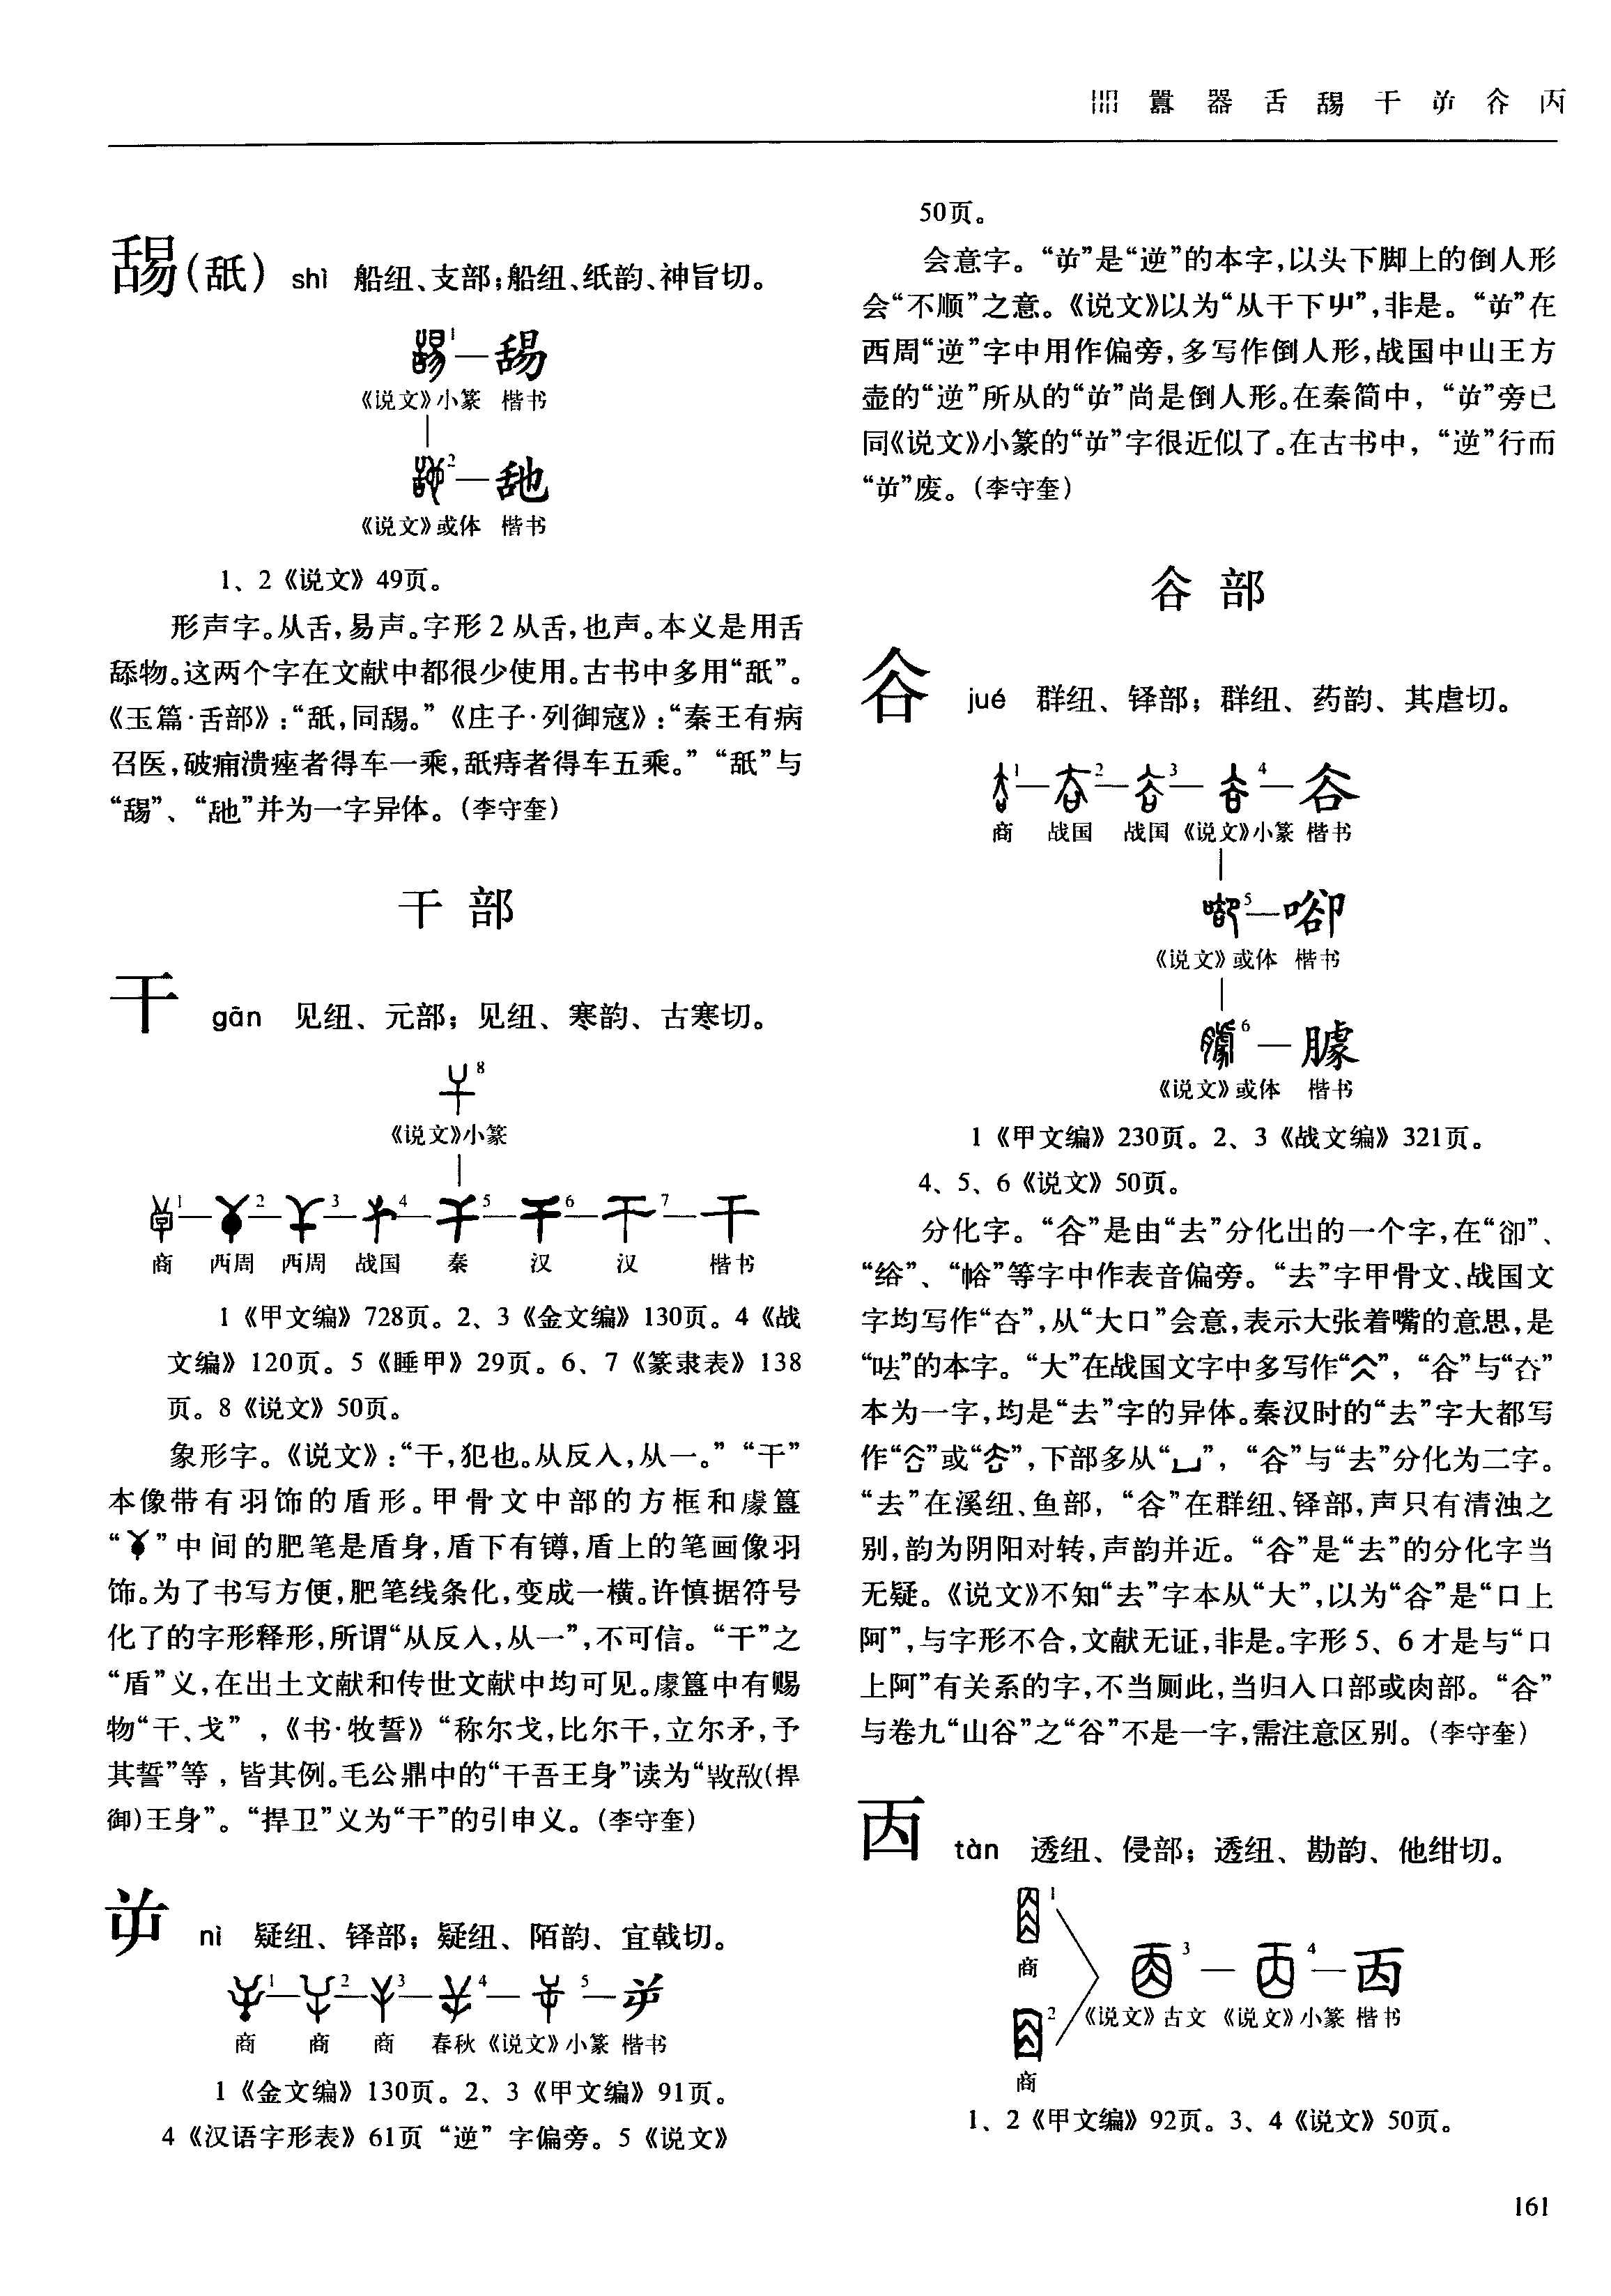 㗊 嚣 器 舌 䑛 干 屰 𧮫 㐁
䑛（舐） shì 船纽、支部；船纽、纸韵、神旨切。
1—䑛
《说文》小篆 楷书
2—𦧇
《说文》或体 楷书
1、2《说文》49页。
形声字。从舌，易声。字形 2 从舌，也声。本义是用舌
舔物。这两个字在文献中都很少使用。古书中多用“舐”。
《玉篇·舌部》：“舐，同䑛。”《庄子·列御寇》：“秦王有病
召医，破痈溃痤者得车一乘，舐痔者得车五乘。”“舐”与
“䑛”、“𦧇”并为一字异体。（李守奎）
干 部
干 gān 见纽、元部；见纽、寒韵、古寒切。
8
《说文》小篆
1—2—3—4—5—6—7—干
商 西周 西周 战国 秦 汉 汉 楷书
1《甲文编》728页。2、3《金文编》130页。4《战
文编》120页。5《睡甲》29页。6、7《篆隶表》138
页。8《说文》50页。
象形字。《说文》：“干，犯也。从反入，从一。”“干”
本像带有羽饰的盾形。甲骨文中部的方框和豦簋
“”中间的肥笔是盾身，盾下有镈，盾上的笔画像羽
饰。为了书写方便，肥笔线条化，变成一横。许慎据符号
化了的字形释形，所谓“从反入，从一”，不可信。“干”之
“盾”义，在出土文献和传世文献中均可见。豦簋中有赐
物“干、戈”，《书·牧誓》“称尔戈，比尔干，立尔矛，予
其誓”等，皆其例。毛公鼎中的“干吾王身”读为“𢼛敔(捍
御)王身”。“捍卫”义为“干”的引申义。（李守奎）
屰 nì 疑纽、铎部；疑纽、陌韵、宜戟切。
1—2—3—4—5—屰
商 商 商 春秋《说文》小篆 楷书
1《金文编》130页。2、3《甲文编》91页。
4《汉语字形表》61页“逆”字偏旁。5《说文》
50页。
会意字。“屰”是“逆”的本字，以头下脚上的倒人形
会“不顺”之意。《说文》以为“从干下屮”，非是。“屰”在
西周“逆”字中用作偏旁，多写作倒人形，战国中山王方
壶的“逆”所从的“屰”尚是倒人形。在秦简中，“屰”旁已
同《说文》小篆的“屰”字很近似了。在古书中，“逆”行而
“屰”废。（李守奎）
𧮫 部
𧮫 jué 群纽、铎部；群纽、药韵、其虐切。
1—2—3—4—𧮫
商 战国 战国《说文》小篆 楷书
5—㖸
《说文》或体 楷书
6—臄
《说文》或体 楷书
1《甲文编》230页。2、3《战文编》321页。
4、5、6《说文》50页。
分化字。“𧮫”是由“去”分化出的一个字，在“卻”、
“绤”、“㡾”等字中作表音偏旁。“去”字甲骨文、战国文
字均写作“夻”，从“大口”会意，表示大张着嘴的意思，是
“呿”的本字。“大”在战国文字中多写作“”，“𧮫”与“夻”
本为一字，均是“去”字的异体。秦汉时的“去”字大都写
作“”或“”，下部多从“凵”，“𧮫”与“去”分化为二字。
“去”在溪纽、鱼部，“𧮫”在群纽、铎部，声只有清浊之
别，韵为阴阳对转，声韵并近。“𧮫”是“去”的分化字当
无疑。《说文》不知“去”字本从“大”，以为“𧮫”是“口上
阿”，与字形不合，文献无证，非是。字形 5、6 才是与“口
上阿”有关系的字，不当厕此，当归入口部或肉部。“𧮫”
与卷九“山谷”之“谷”不是一字，需注意区别。（李守奎）
㐁 tàn 透纽、侵部；透纽、勘韵、他绀切。
1
商
3—4—㐁
2《说文》古文《说文》小篆 楷书
商
1、2《甲文编》92页。3、4《说文》50页。
161